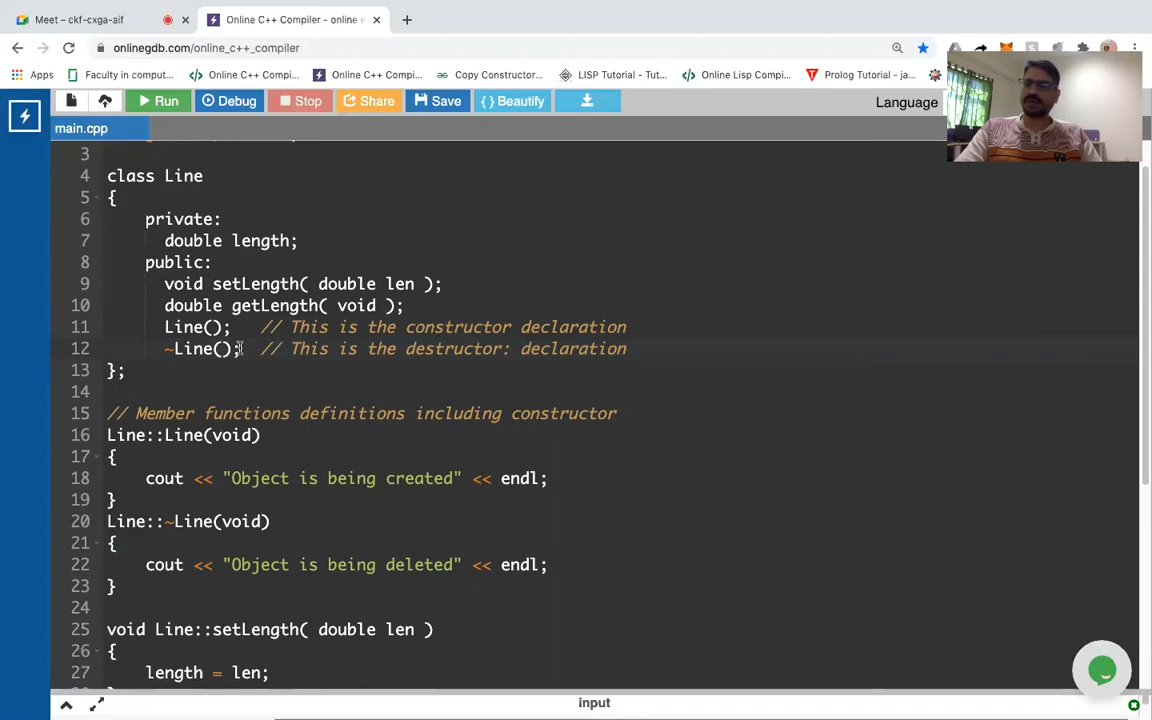 Meet – ckf-cxga-aif
Online C++ Compiler - online e
onlinegdb.com/online_c++_compiler
Apps
Faculty in comput...
Online C++ Compi...
Online C++ Compi...
Copy Constructor...
LISP Tutorial - Tut...
Online Lisp Compi...
Prolog Tutorial - ja...
Run
Debug
Stop
Share
Save
{ } Beautify
Language
main.cpp
3
4 class Line
5 {
6 private:
7 double length;
8 public:
9 void setLength( double len );
10 double getLength( void );
11 Line(); // This is the constructor declaration
12 ~Line(); // This is the destructor: declaration
13 };
14
15 // Member functions definitions including constructor
16 Line::Line(void)
17 {
18 cout << "Object is being created" << endl;
19 }
20 Line::~Line(void)
21 {
22 cout << "Object is being deleted" << endl;
23 }
24
25 void Line::setLength( double len )
26 {
27 length = len;
input